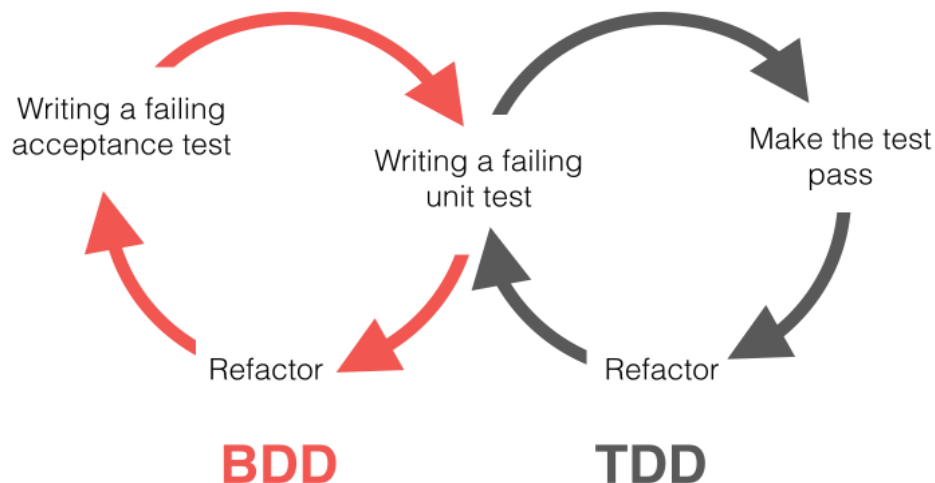 Writing a failing
acceptance test
Writing a failing
unit test
Make the test
pass
Refactor
Refactor
BDD
TDD